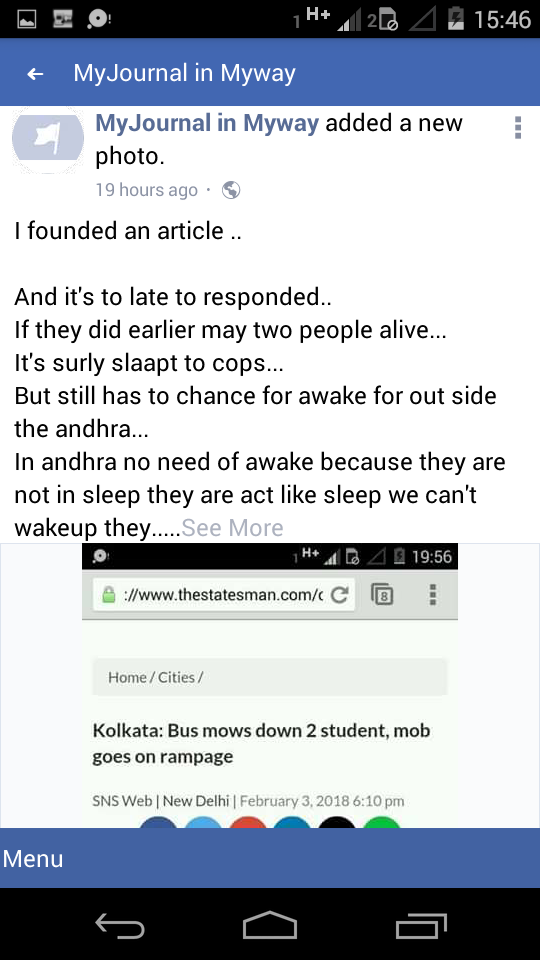 1 H+ 2 15:46
MyJournal in Myway
MyJournal in Myway added a new
photo.
19 hours ago ·
I founded an article ..
And it's to late to responded..
If they did earlier may two people alive...
It's surly slaapt to cops...
But still has to chance for awake for out side
the andhra...
In andhra no need of awake because they are
not in sleep they are act like sleep we can't
wakeup they.....See More
1 H+ 19:56
://www.thestatesman.com/c 8
Home / Cities /
Kolkata: Bus mows down 2 student, mob
goes on rampage
SNS Web | New Delhi | February 3, 2018 6:10 pm
Menu